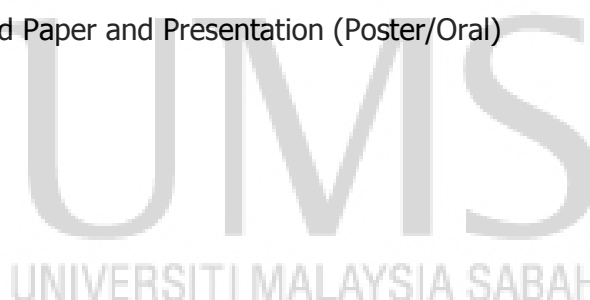 d Paper and Presentation (Poster/Oral)
UMS
UNIVERSITI MALAYSIA SABAH